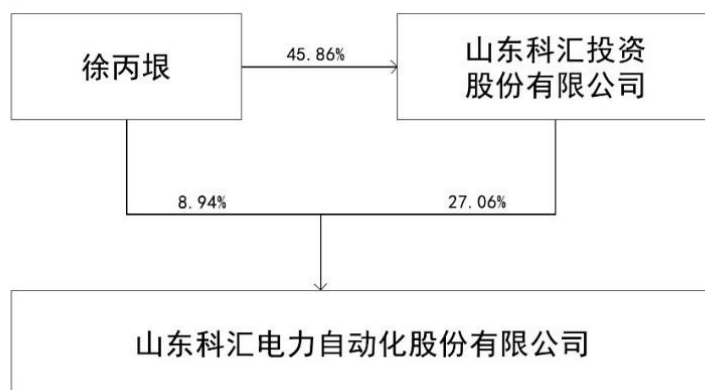 徐丙垠
45.86%
山东科汇投资
股份有限公司
8.94%
27.06%
山东科汇电力自动化股份有限公司